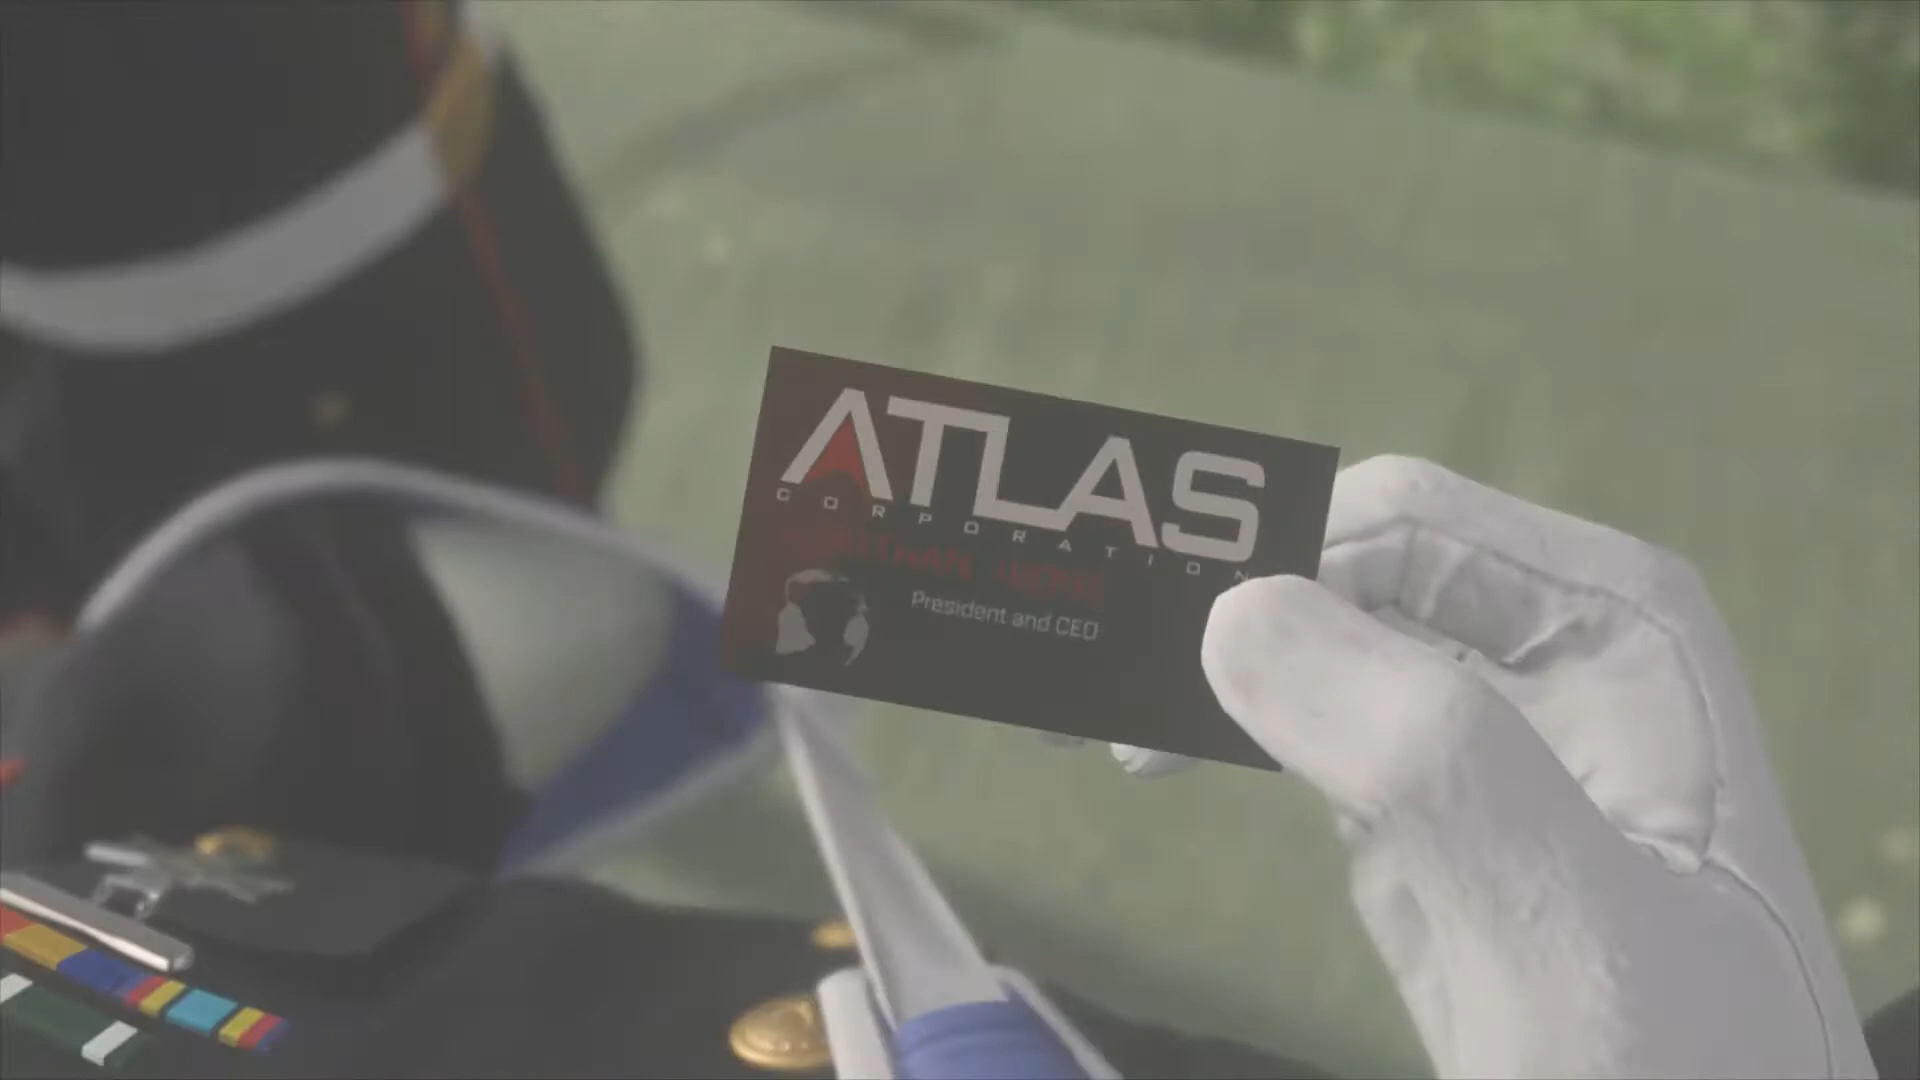 ATLAS
CORPORATION
President and CEO